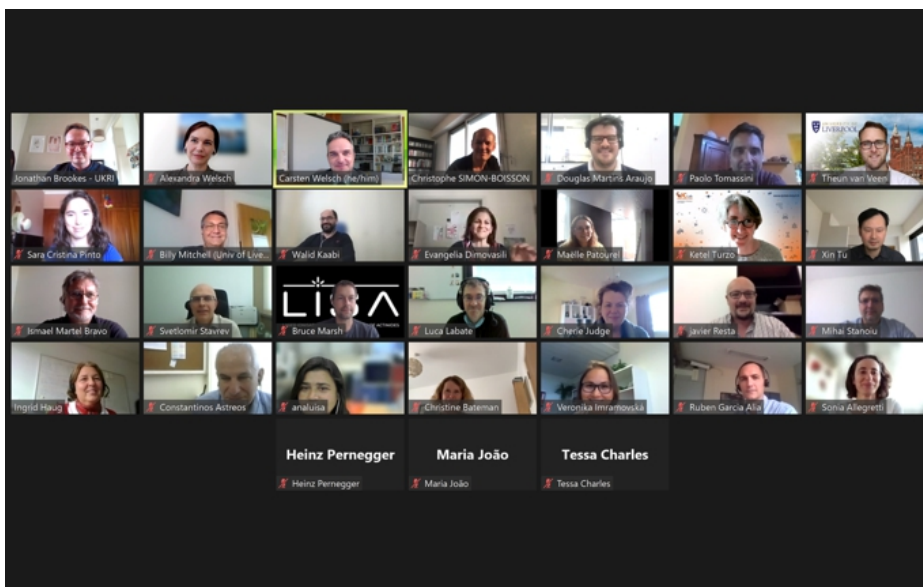 Jonathan Brookes - UKRI
Alexandra Welsch
Carsten Welsch (he/him)
Christophe SIMON-BOISSON
Douglas Martins Araujo
Paolo Tomassini
LIVERPOOL
Theun van Veen
Sara Cristina Pinto
Billy Mitchell (Univ of Live...
Walid Kaabi
Evangelia Dimovasili
Maëlle Patourel
Ketel Turzo
Xin Tu
Ismael Martel Bravo
Svetlomir Stavrev
LISA
Bruce Marsh
Luca Labate
Cherie Judge
javier Resta
Mihai Stanoiu
Ingrid Haug
Constantinos Astreos
analuisa
Christine Bateman
Veronika Imramovská
Ruben Garcia Alia
Sonia Allegretti
Heinz Pernegger
Maria João
Tessa Charles
Heinz Pernegger
Maria João
Tessa Charles